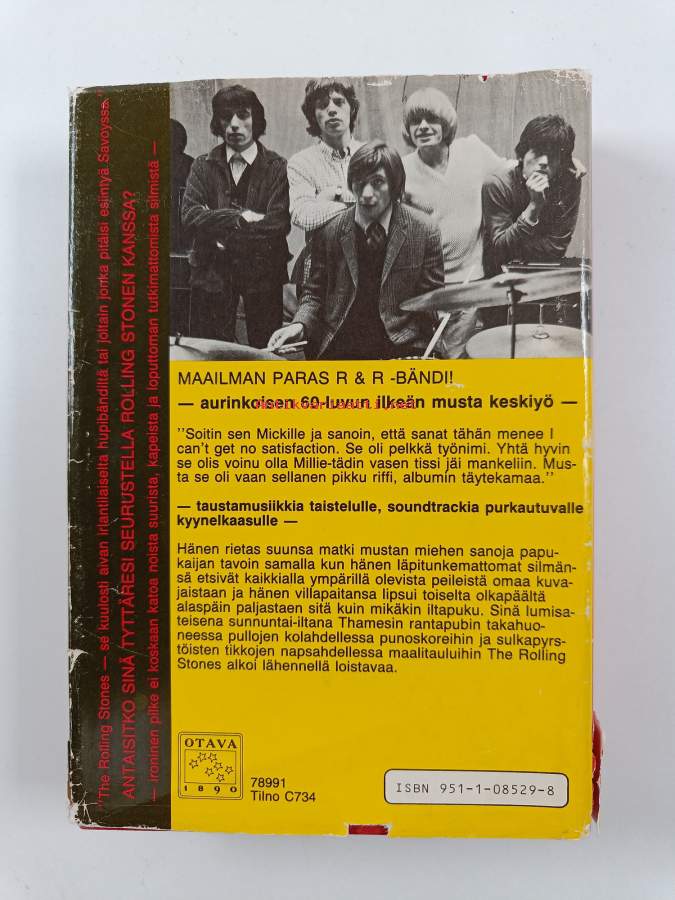 "The Rolling Stones — se kuulosti aivan irlantilaiselta hupibändiltä tai joltain jonka pitäisi esiintyä Savoyssa."
ANTAISITKO SINÄ TYTTÄRESI SEURUSTELLA ROLLING STONEN KANSSA?
— ironinen pilke ei koskaan katoa noista suurista, kapeista ja loputtoman tutkimattomista silmistä —
MAAILMAN PARAS R & R -BÄNDI!
— aurinkoisen 60-luvun ilkeän musta keskiyö —
''Soitin sen Mickille ja sanoin, että sanat tähän menee I
can't get no satisfaction. Se oli pelkkä työnimi. Yhtä hyvin
se olis voinu olla Millie-tädin vasen tissi jäi mankeliin. Mus-
ta se oli vaan sellanen pikku riffi, albumin täytekamaa.''
— taustamusiikkia taistelulle, soundtrackia purkautuvalle
kyynelkaasulle —
Hänen rietas suunsa matki mustan miehen sanoja papu-
kaijan tavoin samalla kun hänen läpitunkemattomat silmän-
sä etsivät kaikkialla ympärillä olevista peileistä omaa kuva-
jaistaan ja hänen villapaitansa lipsui toiselta olkapäältä
alaspäin paljastaen sitä kuin mikäkin iltapuku. Sinä lumisa-
teisena sunnuntai-iltana Thamesin rantapubin takahuo-
neessa pullojen kolahdellessa punoskoreihin ja sulkapyrs-
töisten tikkojen napsahdellessa maalitauluihin The Rolling
Stones alkoi lähennellä loistavaa.
OTAVA
1890
78991
Tilno C734
ISBN 951-1-08529-8